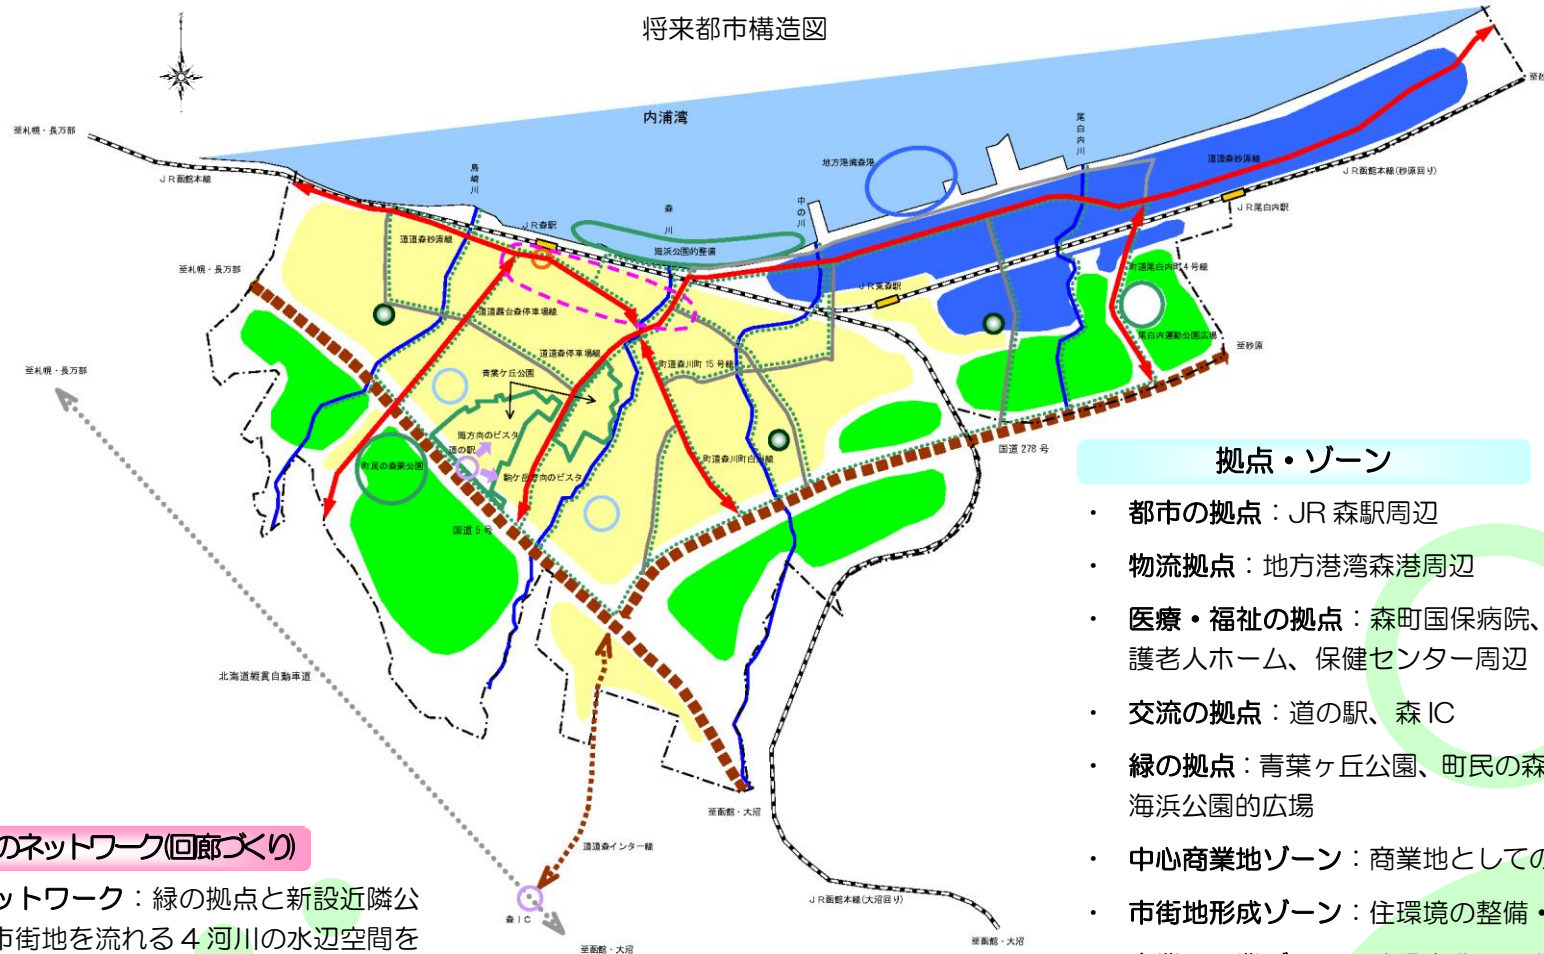 将来都市構造図
内浦湾
至札幌・長万部
JR函館本線
鳥崎川
JR森駅
森川
海浜公園的整備
中の川
地方港湾森港
尾白内川
道道森砂原線
JR函館本線(砂原回り)
JR尾白内駅
至札幌・長万部
道道森砂原線
JR東森駅
町道尾白内町4号線
尾白内運動公園広場
至砂原
道道霞台森停車場線
道道森停車場線
町道森川町15号線
青葉ケ丘公園
至札幌・長万部
海方向のビスタ
道の駅
駒ケ岳方向のビスタ
町道森川町白川線
国道278号
国道5号
北海道縦貫自動車道
至函館・大沼
道道森インター線
JR函館本線(大沼回り)
森IC
至函館・大沼
至函館・大沼
拠点・ゾーン
・ 都市の拠点：JR森駅周辺
・ 物流拠点：地方港湾森港周辺
・ 医療・福祉の拠点：森町国保病院、
護老人ホーム、保健センター周辺
・ 交流の拠点：道の駅、森IC
・ 緑の拠点：青葉ヶ丘公園、町民の森
海浜公園的広場
・ 中心商業地ゾーン：商業地としての
・ 市街地形成ゾーン：住環境の整備・
のネットワーク(回廊づくり)
ットワーク：緑の拠点と新設近隣公
市街地を流れる4河川の水辺空間を